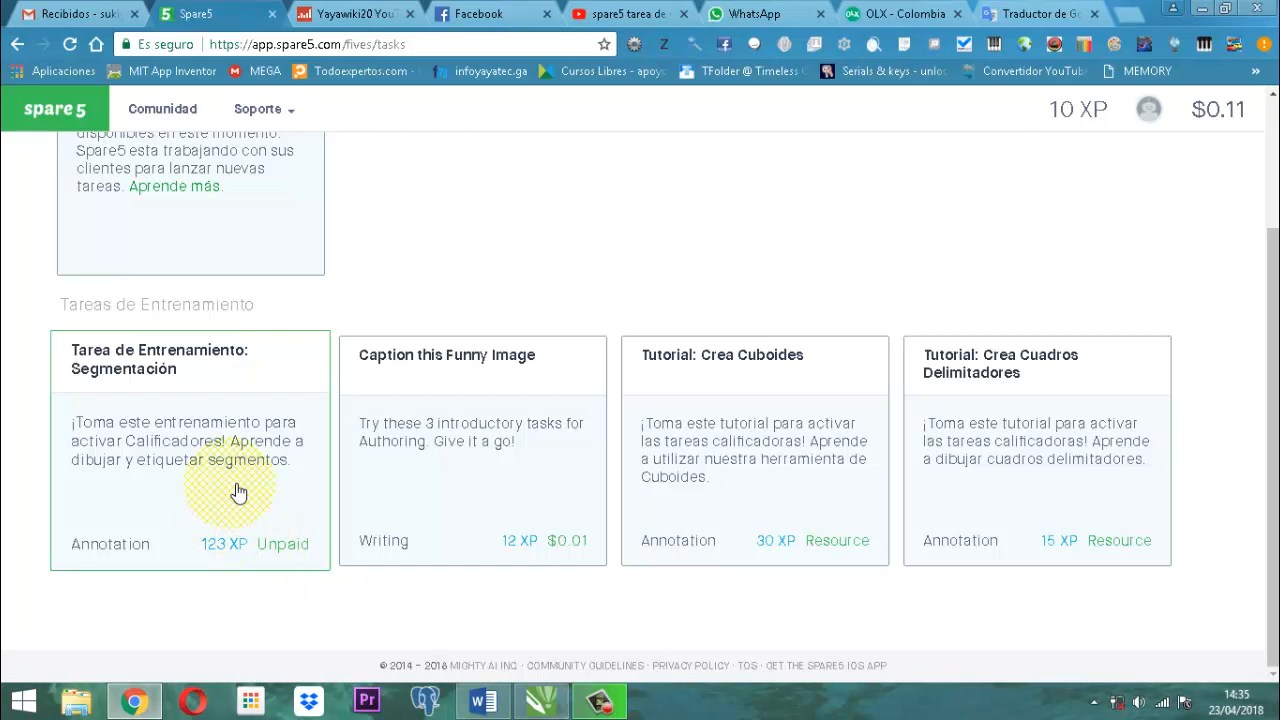 Recibidos - suki
Spare5
Yayawiki20 YouT
Facebook
spare5 tarea de
WhatsApp
OLX - Colombia
Traductor de Go
Es seguro
https://app.spare5.com/fives/tasks
Aplicaciones
MIT App Inventor
MEGA
Todoexpertos.com -
infoyayatec.ga
Cursos Libres - apoy
TFolder @ Timeless
Serials & keys - unlo
Convertidor YouTub
MEMORY
»
spare5
Comunidad
Soporte
10 XP
$0.11
disponibles en este momento.
Spare5 esta trabajando con sus
clientes para lanzar nuevas
tareas. Aprende más.
Tareas de Entrenamiento
Tarea de Entrenamiento:
Segmentación
¡Toma este entrenamiento para
activar Calificadores! Aprende a
dibujar y etiquetar segmentos.
Annotation
123 XP
Unpaid
Caption this Funny Image
Try these 3 introductory tasks for
Authoring. Give it a go!
Writing
12 XP
$0.01
Tutorial: Crea Cuboides
¡Toma este tutorial para activar
las tareas calificadoras! Aprende
a utilizar nuestra herramienta de
Cuboides.
Annotation
30 XP
Resource
Tutorial: Crea Cuadros
Delimitadores
¡Toma este tutorial para activar
las tareas calificadoras! Aprende
a dibujar cuadros delimitadores.
Annotation
15 XP
Resource
© 2014 - 2018 MIGHTY AI, INC. · COMMUNITY GUIDELINES · PRIVACY POLICY · TOS · GET THE SPARE5 IOS APP
Pr
14:35
23/04/2018